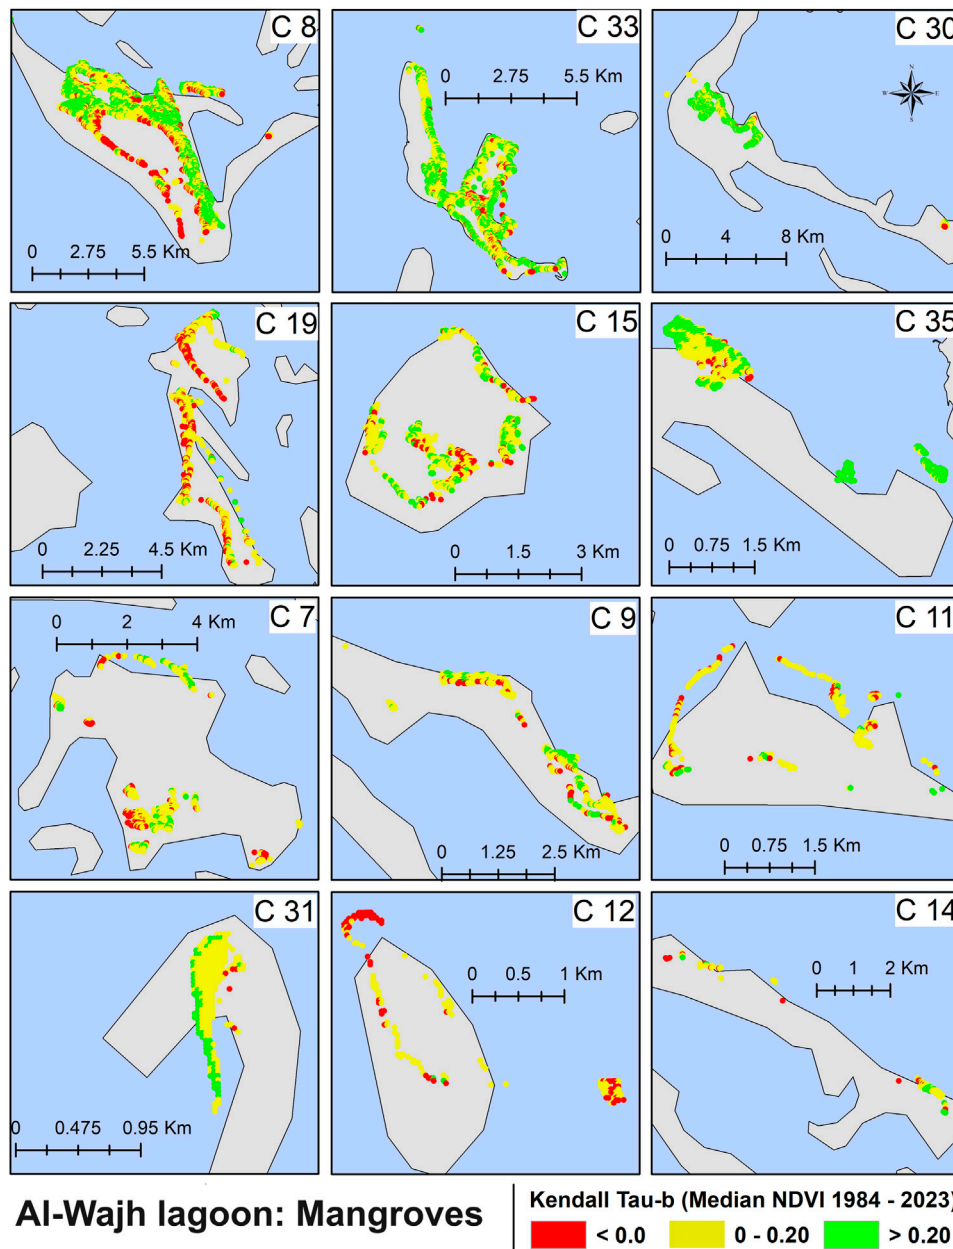 C 8
0 2.75 5.5 Km
C 33
0 2.75 5.5 Km
C 30
N
W E
S
0 4 8 Km
C 19
0 2.25 4.5 Km
C 15
0 1.5 3 Km
C 35
0 0.75 1.5 Km
C 7
0 2 4 Km
C 9
0 1.25 2.5 Km
C 11
0 0.75 1.5 Km
C 31
0 0.475 0.95 Km
C 12
0 0.5 1 Km
C 14
0 1 2 Km
Al-Wajh lagoon: Mangroves
Kendall Tau-b (Median NDVI 1984 - 2023)
< 0.0 0 - 0.20 > 0.20